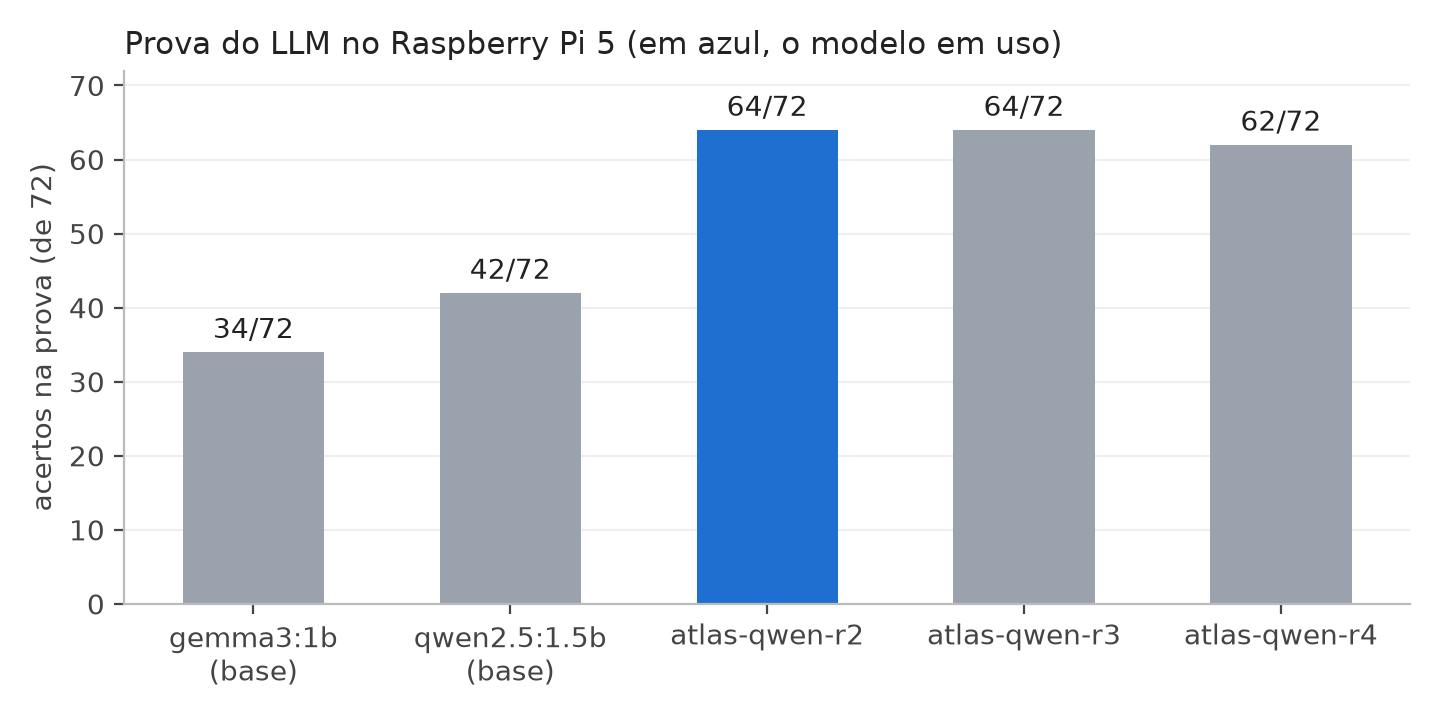 Prova do LLM no Raspberry Pi 5 (em azul, o modelo em uso)
acertos na prova (de 72)
70
60
50
40
30
20
10
0
34/72
42/72
64/72
64/72
62/72
gemma3:1b
(base)
qwen2.5:1.5b
(base)
atlas-qwen-r2
atlas-qwen-r3
atlas-qwen-r4